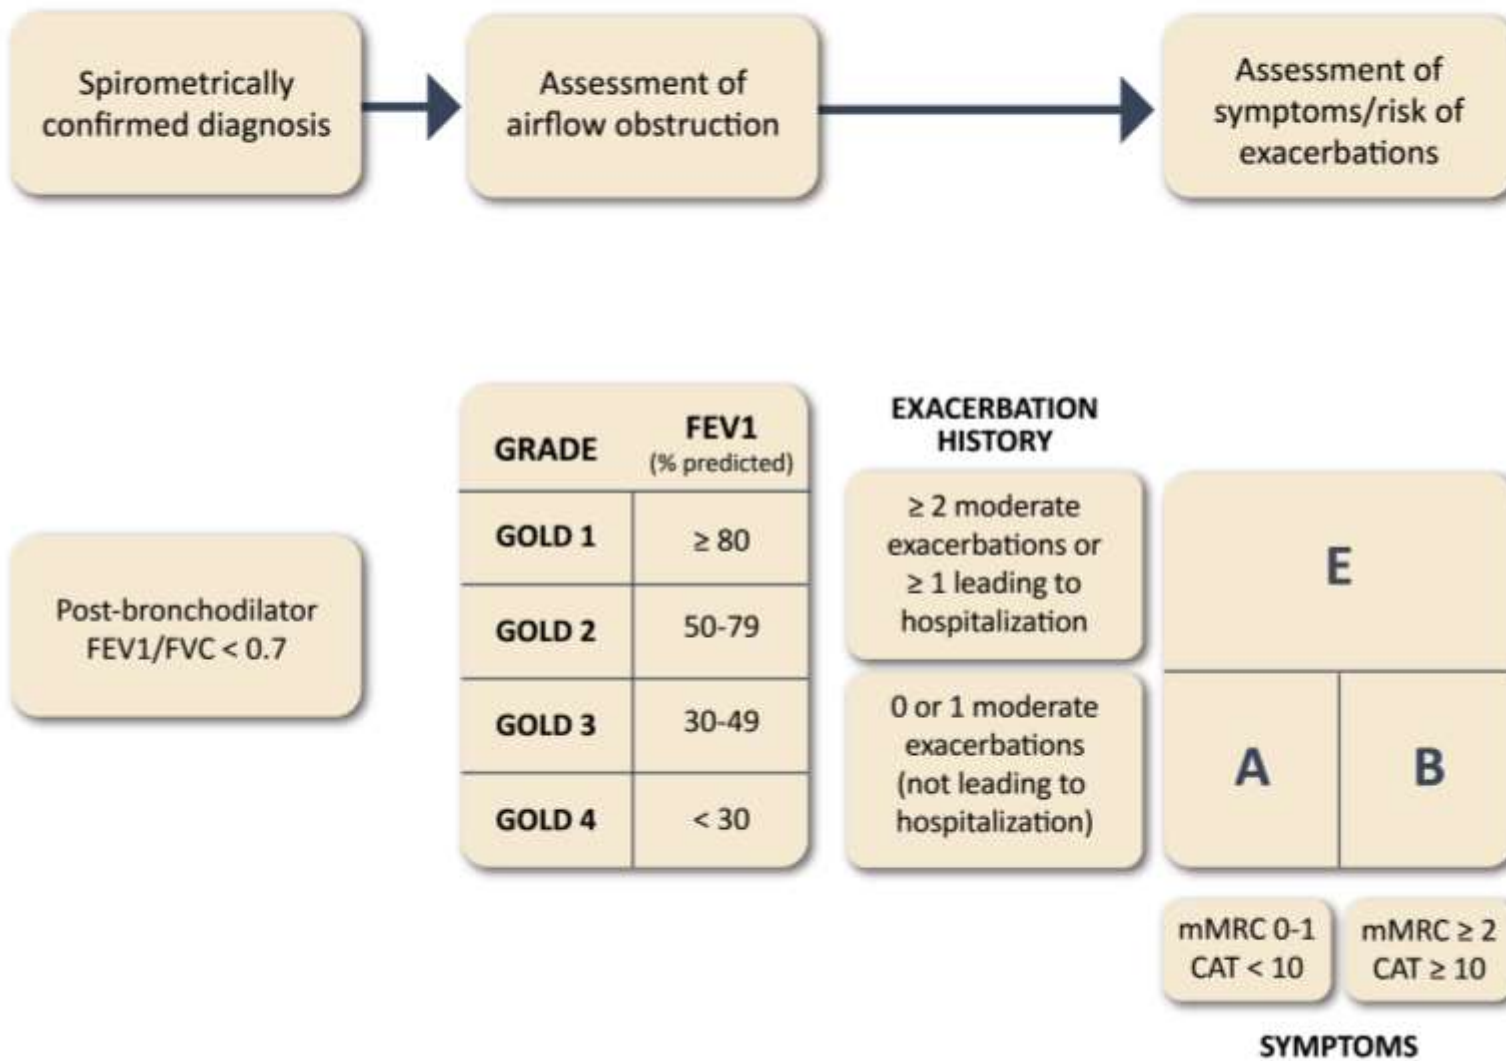 Spirometrically
confirmed diagnosis
Assessment of
airflow obstruction
Assessment of
symptoms/risk of
exacerbations
Post-bronchodilator
FEV1/FVC < 0.7
GRADE
FEV1
(% predicted)
GOLD 1
≥ 80
GOLD 2
50-79
GOLD 3
30-49
GOLD 4
< 30
EXACERBATION
HISTORY
≥ 2 moderate
exacerbations or
≥ 1 leading to
hospitalization
0 or 1 moderate
exacerbations
(not leading to
hospitalization)
E
A
B
mMRC 0-1
CAT < 10
mMRC ≥ 2
CAT ≥ 10
SYMPTOMS